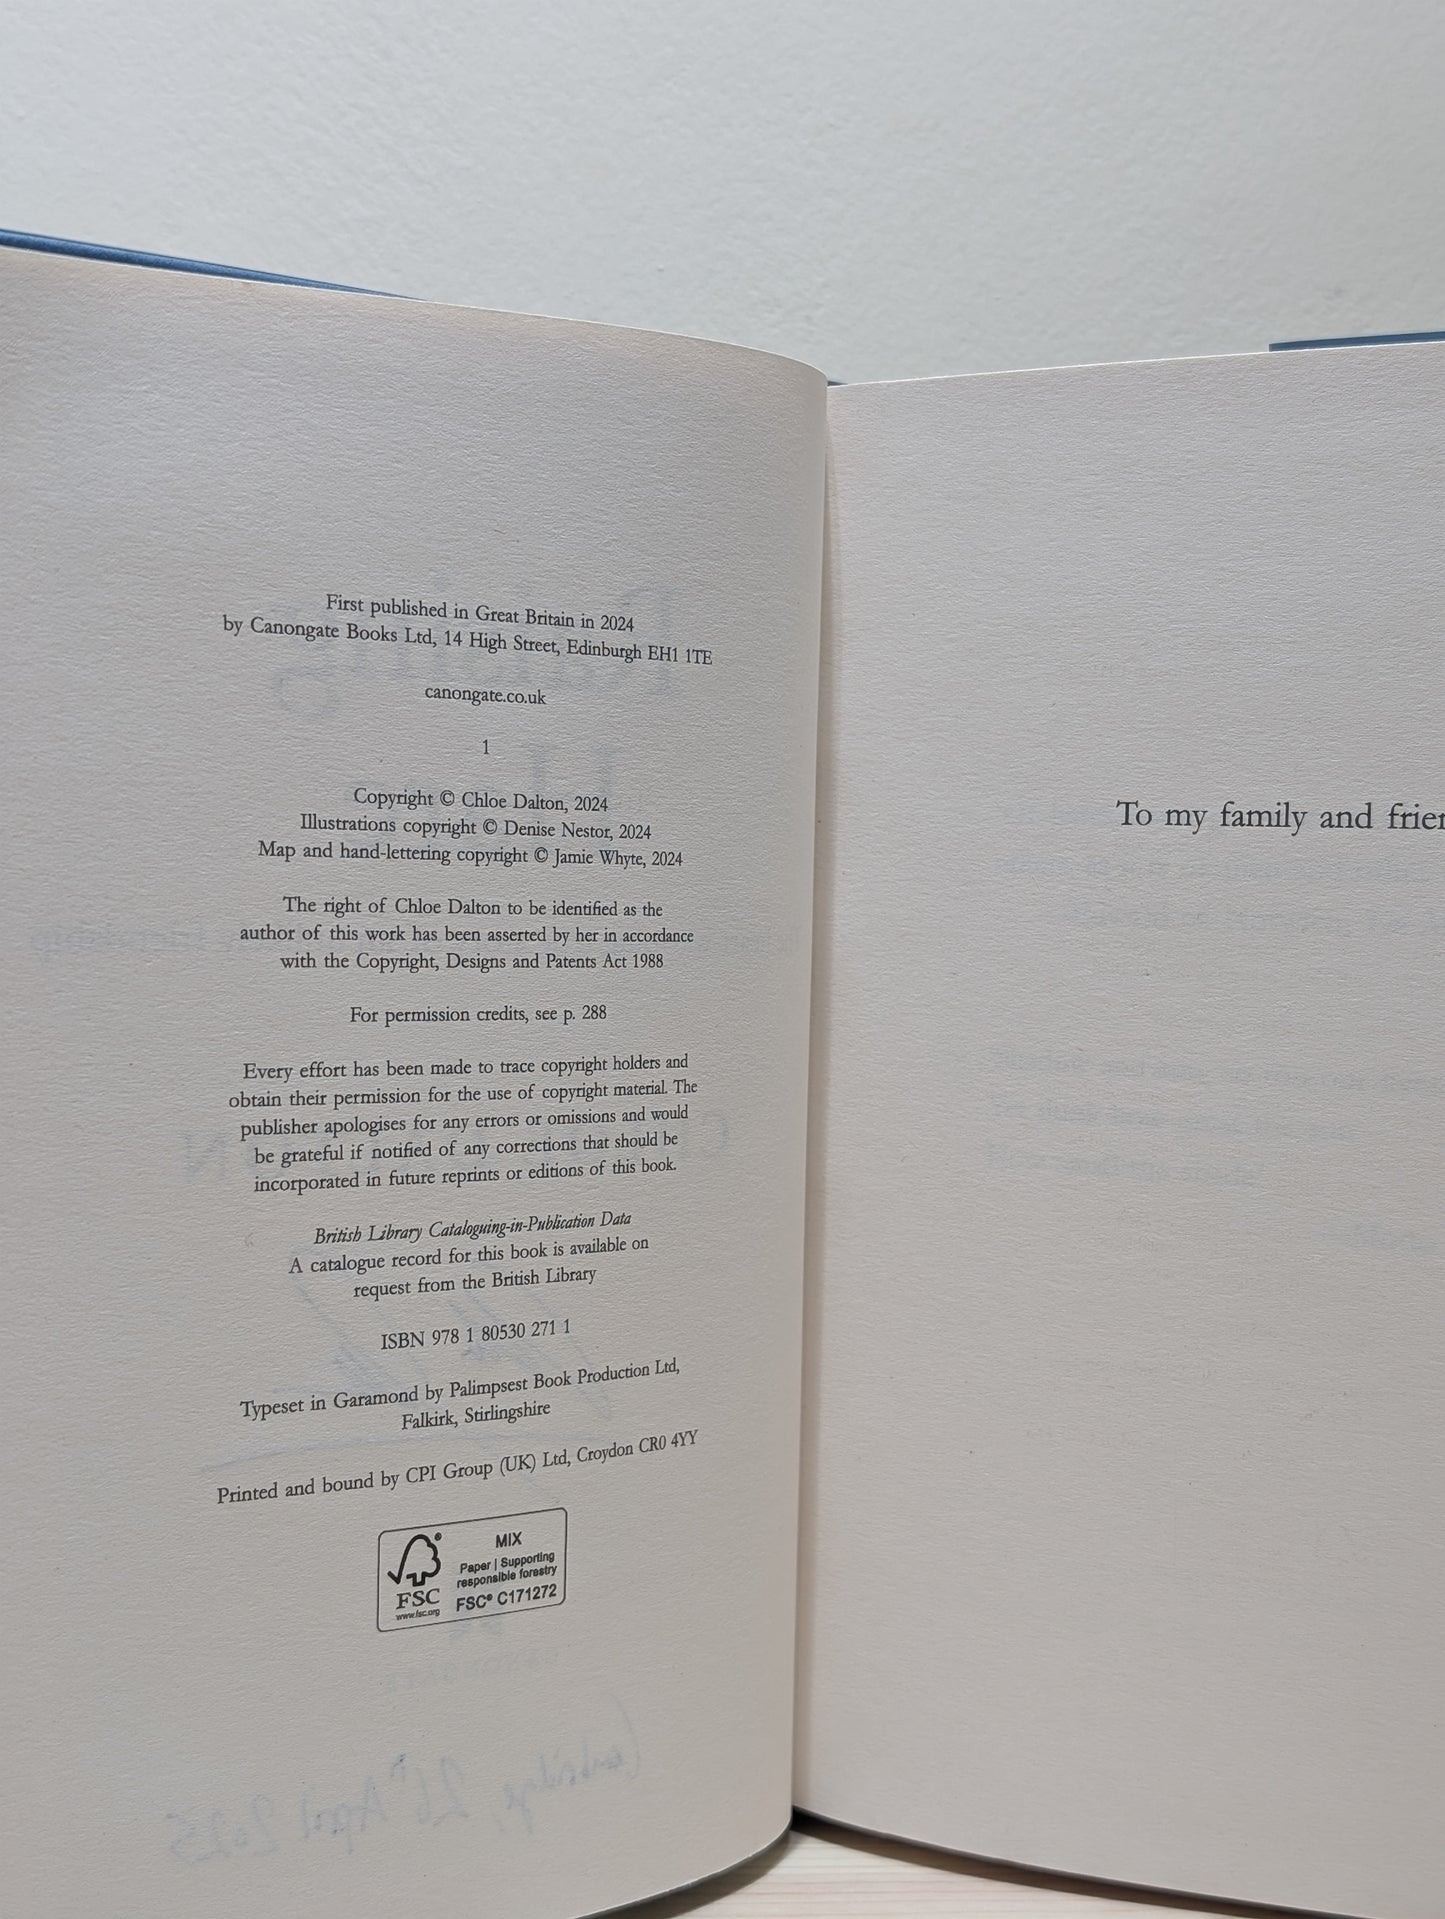 First published in Great Britain in 2024
by Canongate Books Ltd, 14 High Street, Edinburgh EH1 1TE
canongate.co.uk
1
Copyright © Chloe Dalton, 2024
Illustrations copyright © Denise Nestor, 2024
Map and hand-lettering copyright © Jamie Whyte, 2024
The right of Chloe Dalton to be identified as the
author of this work has been asserted by her in accordance
with the Copyright, Designs and Patents Act 1988
For permission credits, see p. 288
Every effort has been made to trace copyright holders and
obtain their permission for the use of copyright material. The
publisher apologises for any errors or omissions and would
be grateful if notified of any corrections that should be
incorporated in future reprints or editions of this book.
British Library Cataloguing-in-Publication Data
A catalogue record for this book is available on
request from the British Library
ISBN 978 1 80530 271 1
Typeset in Garamond by Palimpsest Book Production Ltd,
Falkirk, Stirlingshire
Printed and bound by CPI Group (UK) Ltd, Croydon CR0 4YY
MIX
Paper | Supporting
responsible forestry
FSC® C171272
FSC
www.fsc.org
Cambridge, 26th April 2025
To my family and frien